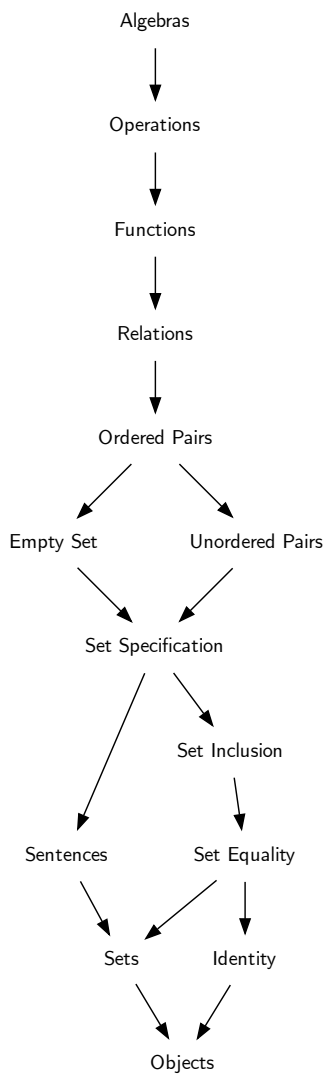 Algebras
Operations
Functions
Relations
Ordered Pairs
Empty Set
Unordered Pairs
Set Specification
Set Inclusion
Sentences
Set Equality
Sets
Identity
Objects